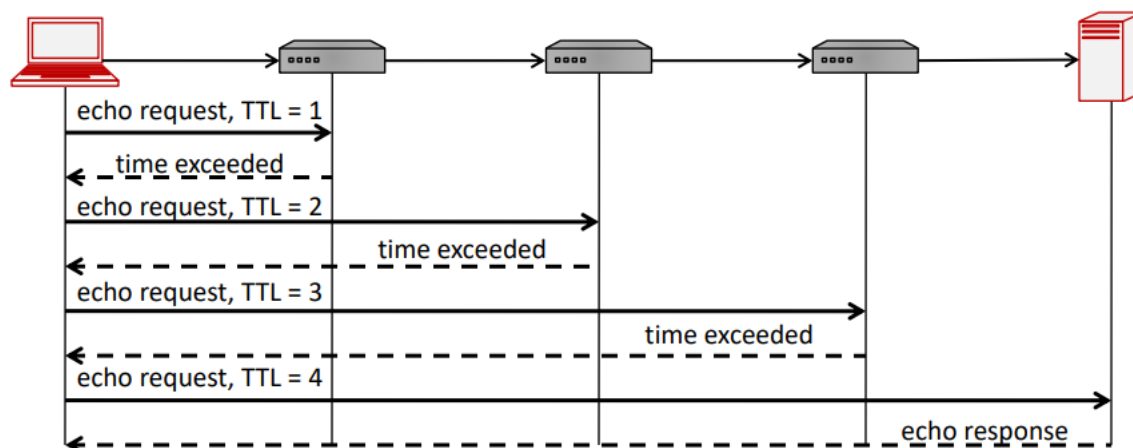 echo request, TTL = 1
time exceeded
echo request, TTL = 2
time exceeded
echo request, TTL = 3
time exceeded
echo request, TTL = 4
echo response